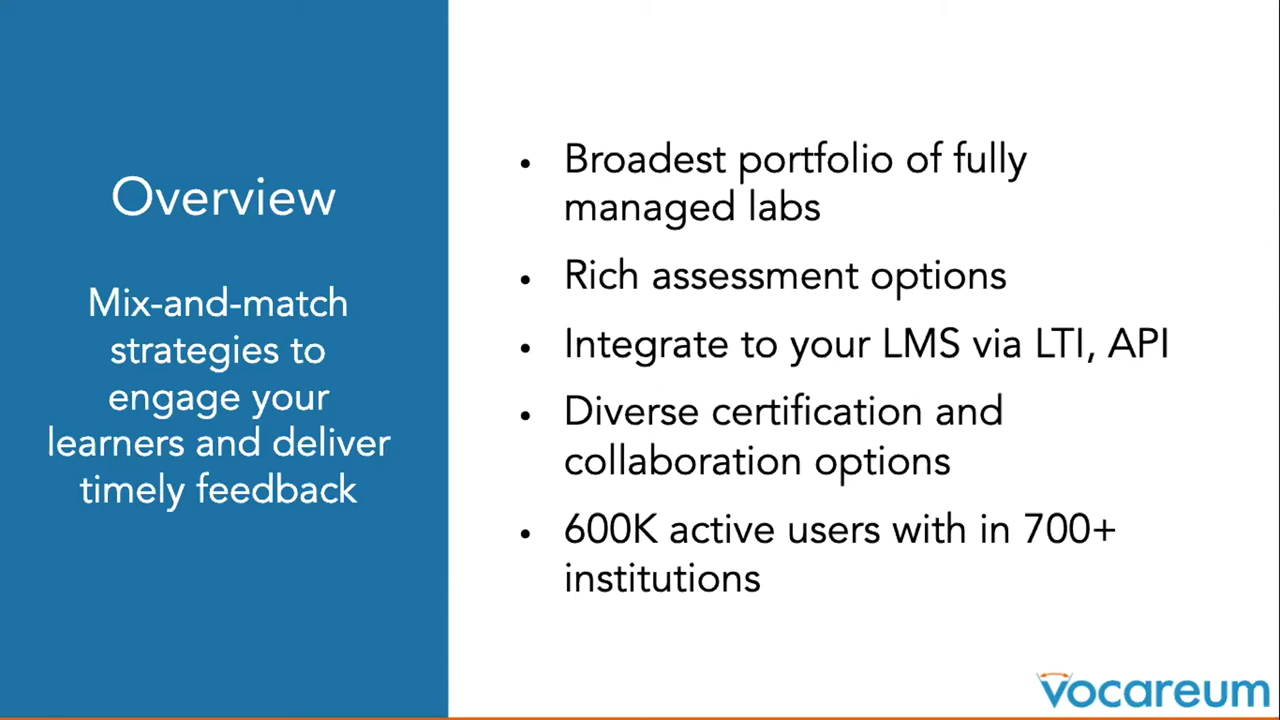 Overview
Mix-and-match
strategies to
engage your
learners and deliver
timely feedback
• Broadest portfolio of fully
managed labs
• Rich assessment options
• Integrate to your LMS via LTI, API
• Diverse certification and
collaboration options
• 600K active users with in 700+
institutions
vocareum